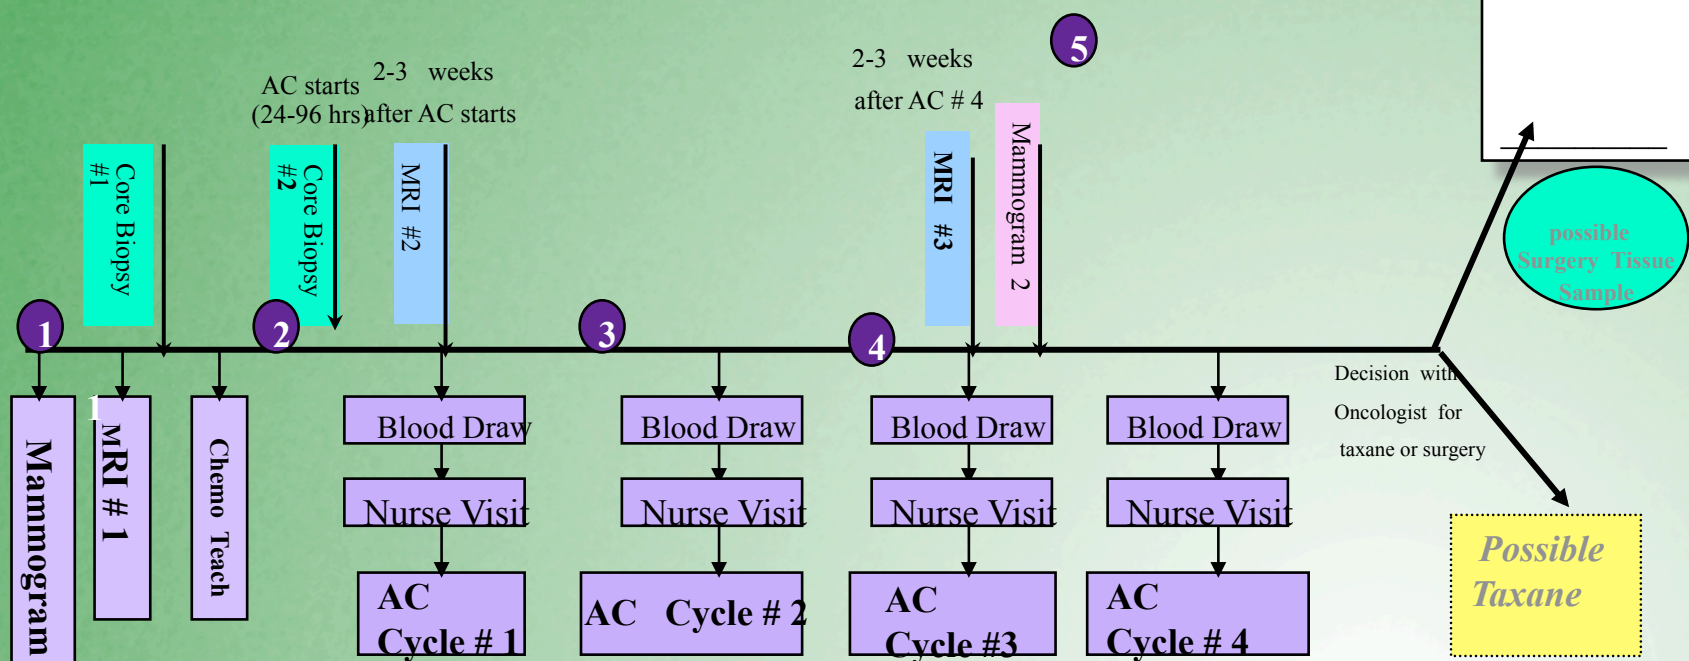 5
2-3 weeks
after AC # 4
AC starts
(24-96 hrs)
2-3 weeks
after AC starts
Core Biopsy
#1
Core Biopsy
#2
MRI #2
MRI #3
Mammogram 2
possible
Surgery Tissue
Sample
1
2
3
4
Mammogram
1
MRI # 1
Chemo Teach
Blood Draw
Nurse Visit
AC
Cycle # 1
Blood Draw
Nurse Visit
AC Cycle # 2
Blood Draw
Nurse Visit
AC
Cycle #3
Blood Draw
Nurse Visit
AC
Cycle # 4
Decision with
Oncologist for
taxane or surgery
Possible
Taxane